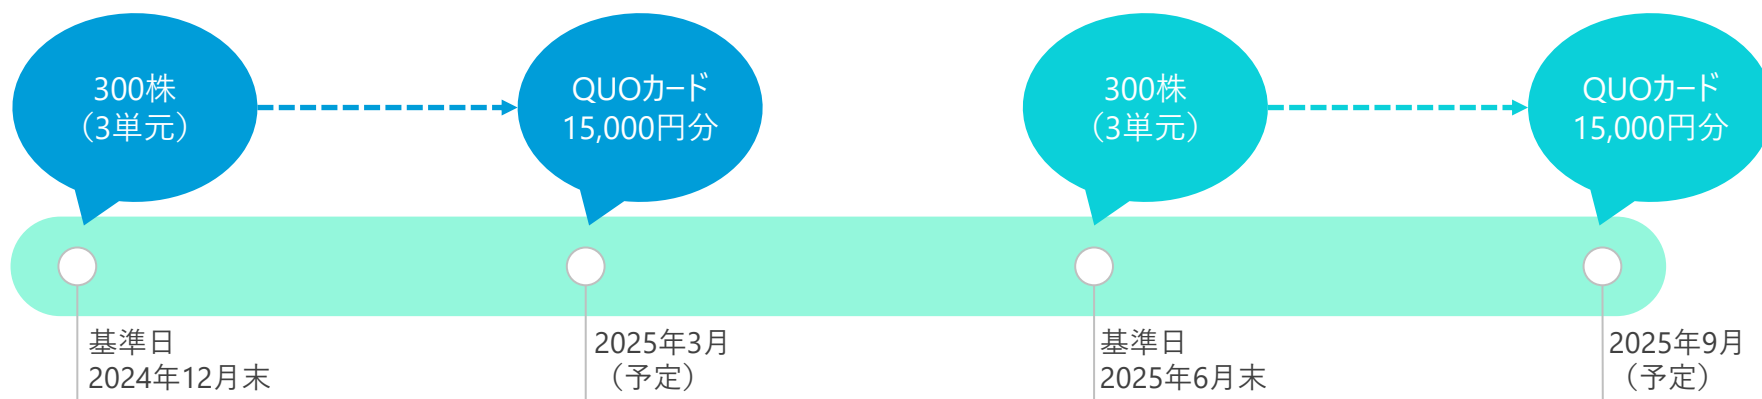 300株
（3単元）
QUOカード
15,000円分
300株
（3単元）
QUOカード
15,000円分
基準日
2024年12月末
2025年3月
（予定）
基準日
2025年6月末
2025年9月
（予定）